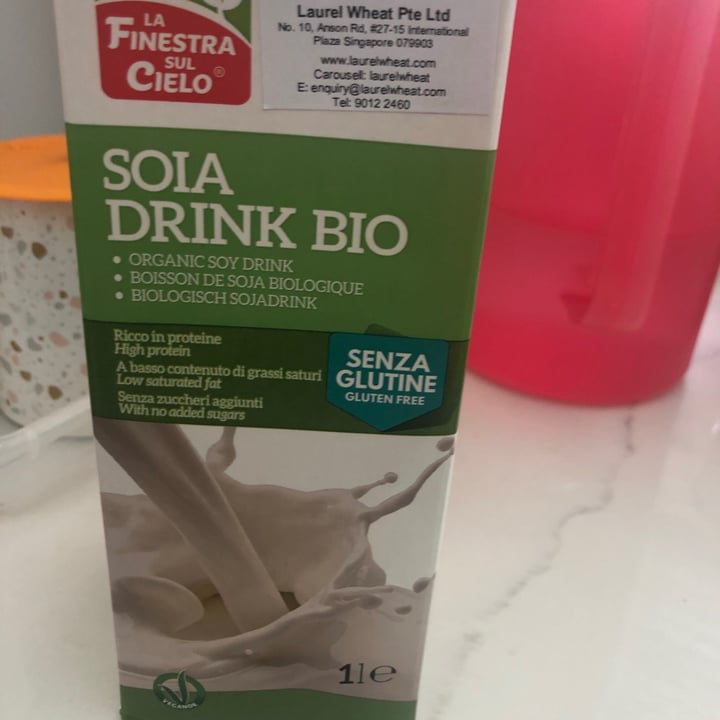 LA
FINESTRA
SUL
CIELO®
Laurel Wheat Pte Ltd
No. 10, Anson Rd, #27-15 International
Plaza Singapore 079903
www.laurelwheat.com
Carousell: laurelwheat
E: enquiry@laurelwheat.com
Tel: 9012 2460
SOIA
DRINK BIO
• ORGANIC SOY DRINK
• BOISSON DE SOJA BIOLOGIQUE
• BIOLOGISCH SOJADRINK
Ricco in proteine
High protein
A basso contenuto di grassi saturi
Low saturated fat
Senza zuccheri aggiunti
With no added sugars
SENZA
GLUTINE
GLUTEN FREE
1l℮
VEGANOK